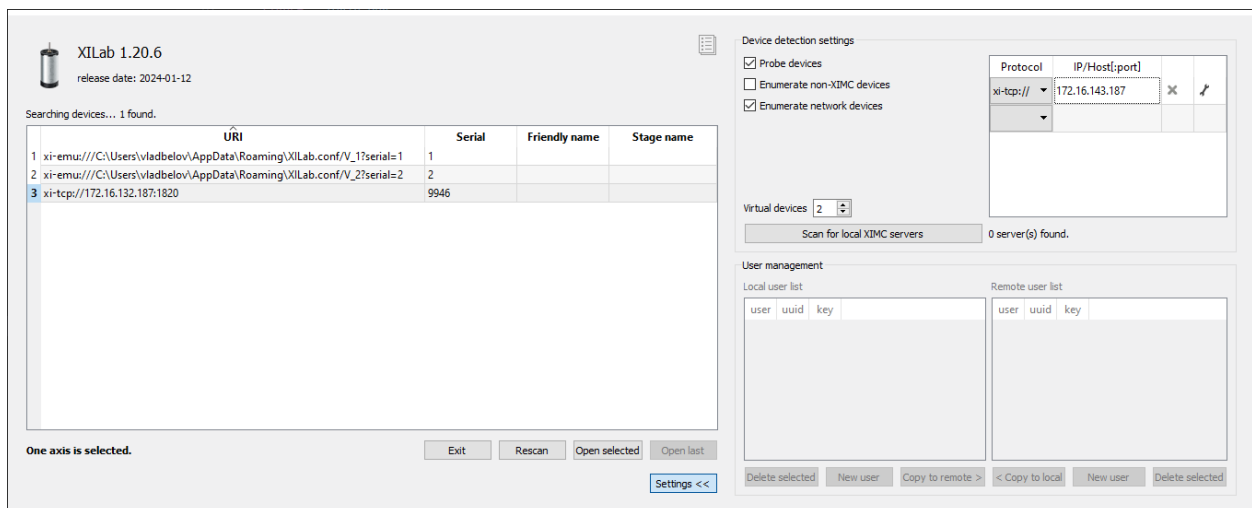 XILab 1.20.6
release date: 2024-01-12
Searching devices... 1 found.
URI Serial Friendly name Stage name
1 xi-emu:///C:\Users\vladbelov\AppData\Roaming\XILab.conf/V_1?serial=1 1
2 xi-emu:///C:\Users\vladbelov\AppData\Roaming\XILab.conf/V_2?serial=2 2
3 xi-tcp://172.16.132.187:1820 9946
One axis is selected.
Exit Rescan Open selected Open last
Settings <<
Device detection settings
Probe devices
Enumerate non-XIMC devices
Enumerate network devices
Protocol IP/Host[:port]
xi-tcp:// 172.16.143.187
Virtual devices 2
Scan for local XIMC servers 0 server(s) found.
User management
Local user list Remote user list
user uuid key user uuid key
Delete selected New user Copy to remote > < Copy to local New user Delete selected